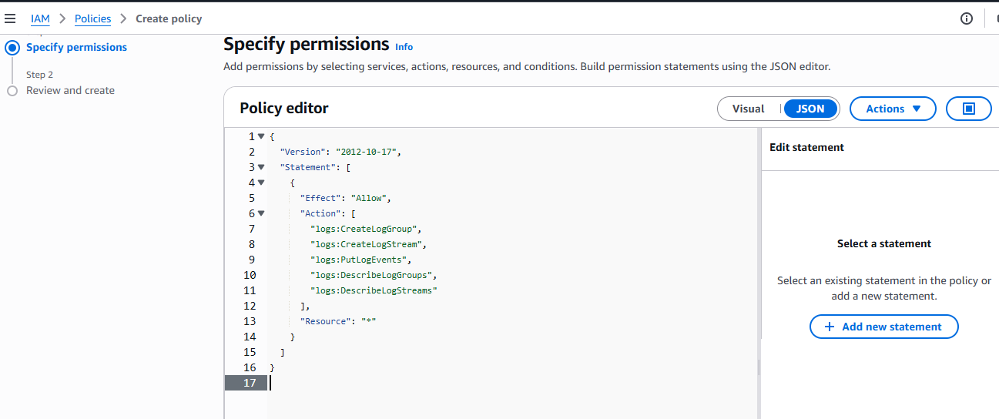 IAM > Policies > Create policy
Specify permissions
Step 2
Review and create
Specify permissions Info
Add permissions by selecting services, actions, resources, and conditions. Build permission statements using the JSON editor.
Policy editor
Visual | JSON
Actions
1 {
2 "Version": "2012-10-17",
3 "Statement": [
4 {
5 "Effect": "Allow",
6 "Action": [
7 "logs:CreateLogGroup",
8 "logs:CreateLogStream",
9 "logs:PutLogEvents",
10 "logs:DescribeLogGroups",
11 "logs:DescribeLogStreams"
12 ],
13 "Resource": "*"
14 }
15 ]
16 }
17
Edit statement
Select a statement
Select an existing statement in the policy or
add a new statement.
+ Add new statement